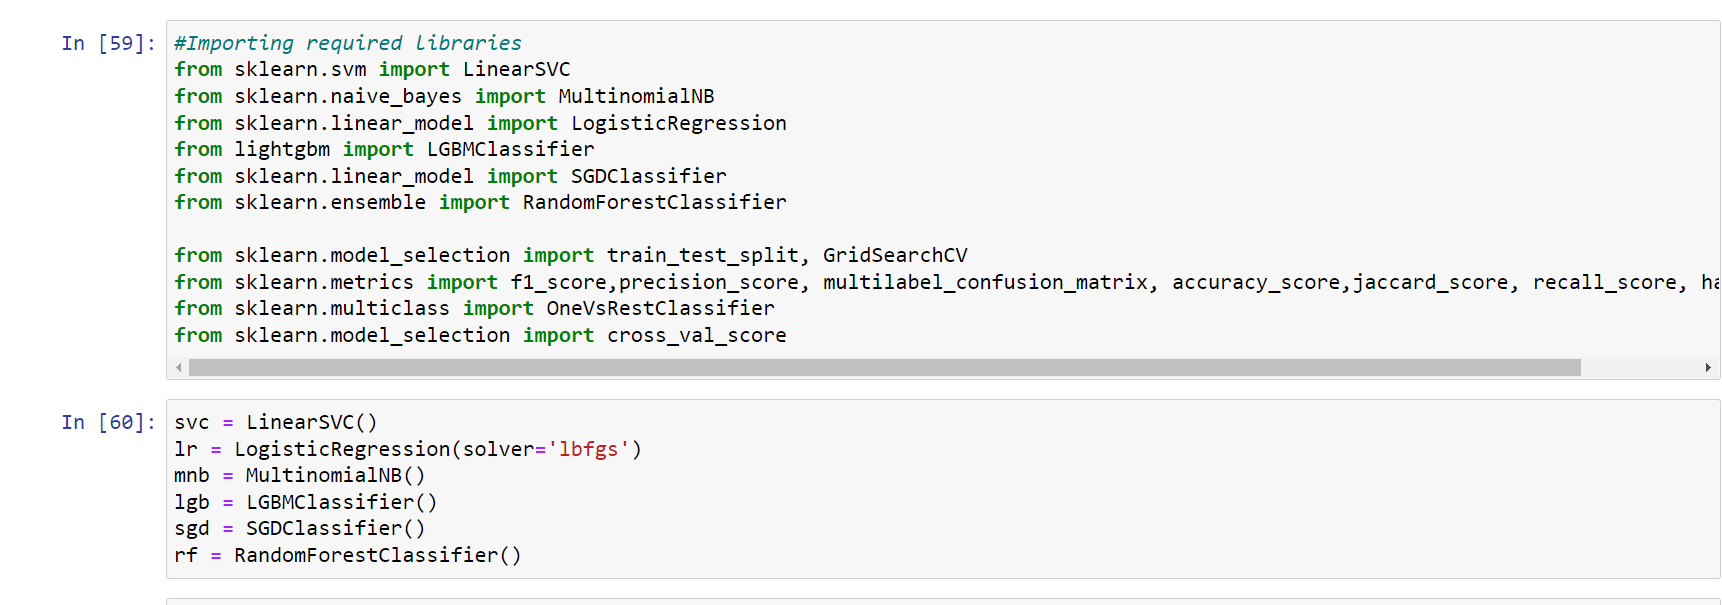 In [59]:
#Importing required libraries
from sklearn.svm import LinearSVC
from sklearn.naive_bayes import MultinomialNB
from sklearn.linear_model import LogisticRegression
from lightgbm import LGBMClassifier
from sklearn.linear_model import SGDClassifier
from sklearn.ensemble import RandomForestClassifier
from sklearn.model_selection import train_test_split, GridSearchCV
from sklearn.metrics import f1_score,precision_score, multilabel_confusion_matrix, accuracy_score,jaccard_score, recall_score,
from sklearn.multiclass import OneVsRestClassifier
from sklearn.model_selection import cross_val_score
In [60]:
svc = LinearSVC()
lr = LogisticRegression(solver='lbfgs')
mnb = MultinomialNB()
lgb = LGBMClassifier()
sgd = SGDClassifier()
rf = RandomForestClassifier()